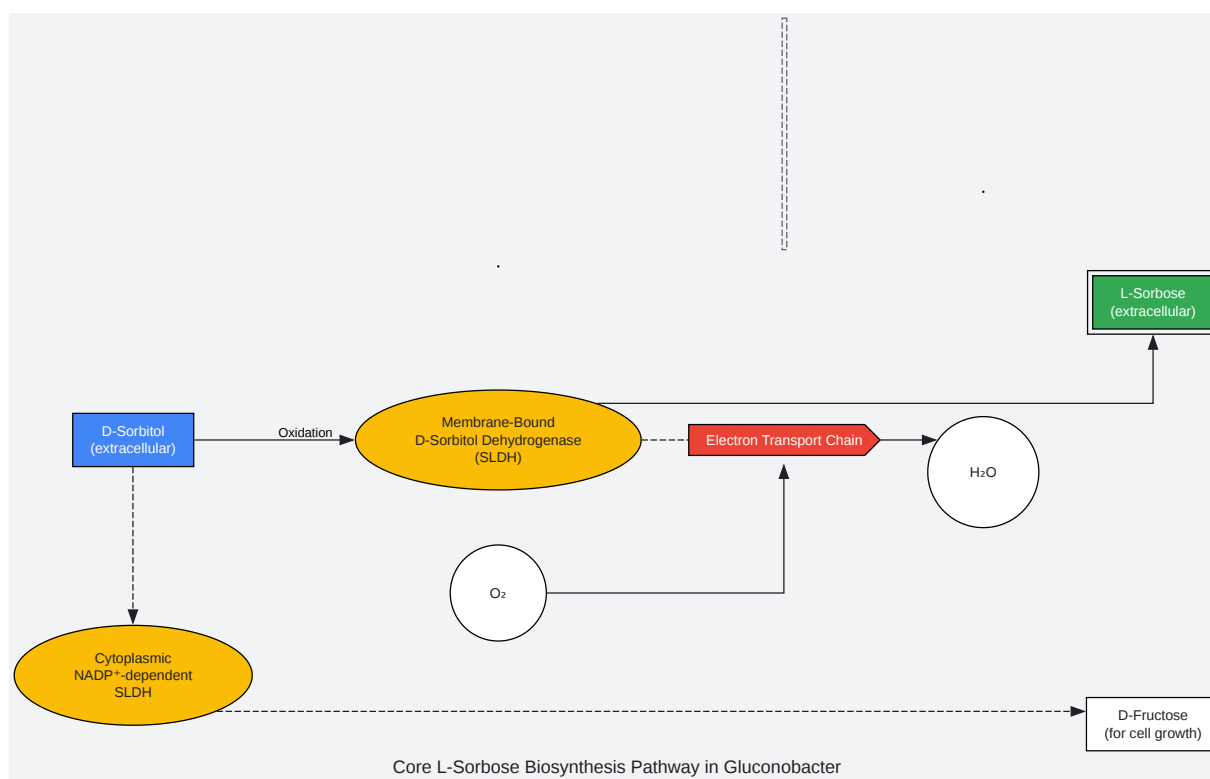 L-Sorbose
(extracellular)
D-Sorbitol
(extracellular)
Oxidation
Membrane-Bound
D-Sorbitol Dehydrogenase
(SLDH)
Electron Transport Chain
H₂O
O₂
Cytoplasmic
NADP⁺-dependent
SLDH
D-Fructose
(for cell growth)
Core L-Sorbose Biosynthesis Pathway in Gluconobacter